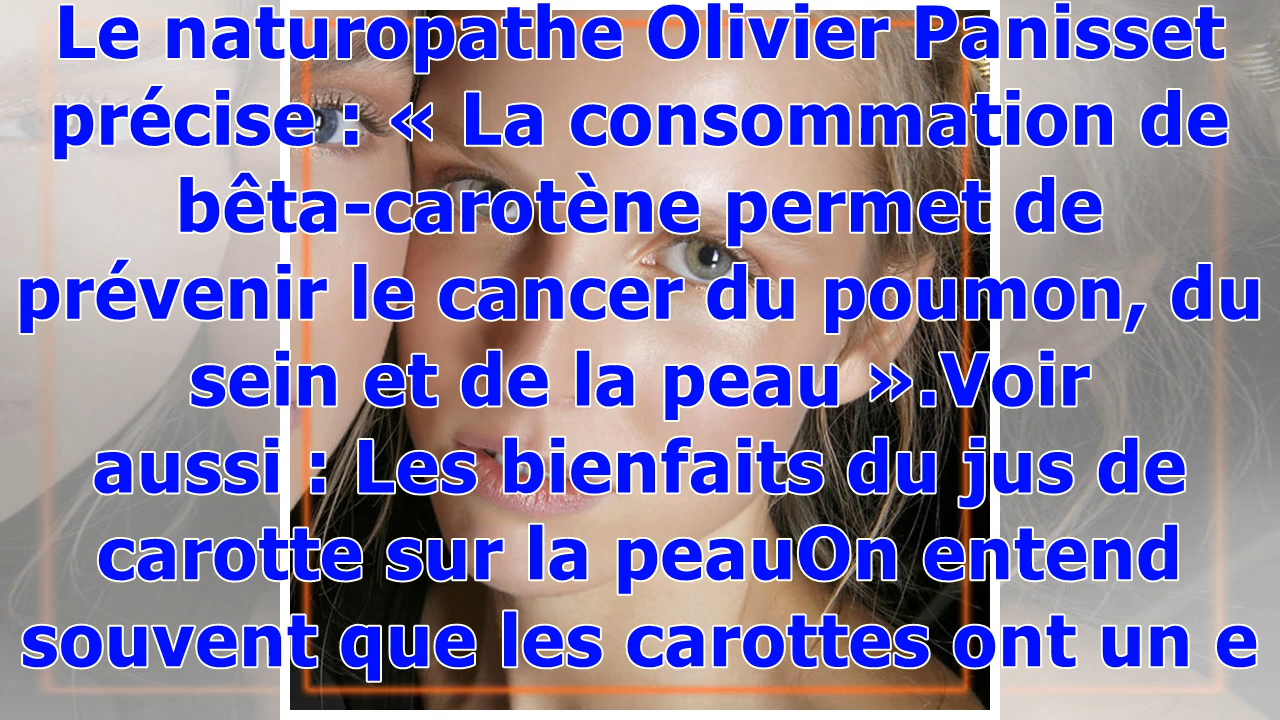 Le naturopathe Olivier Panisset
précise : « La consommation de
bêta-carotène permet de
prévenir le cancer du poumon, du
sein et de la peau ».Voir
aussi : Les bienfaits du jus de
carotte sur la peauOn entend
souvent que les carottes ont un e